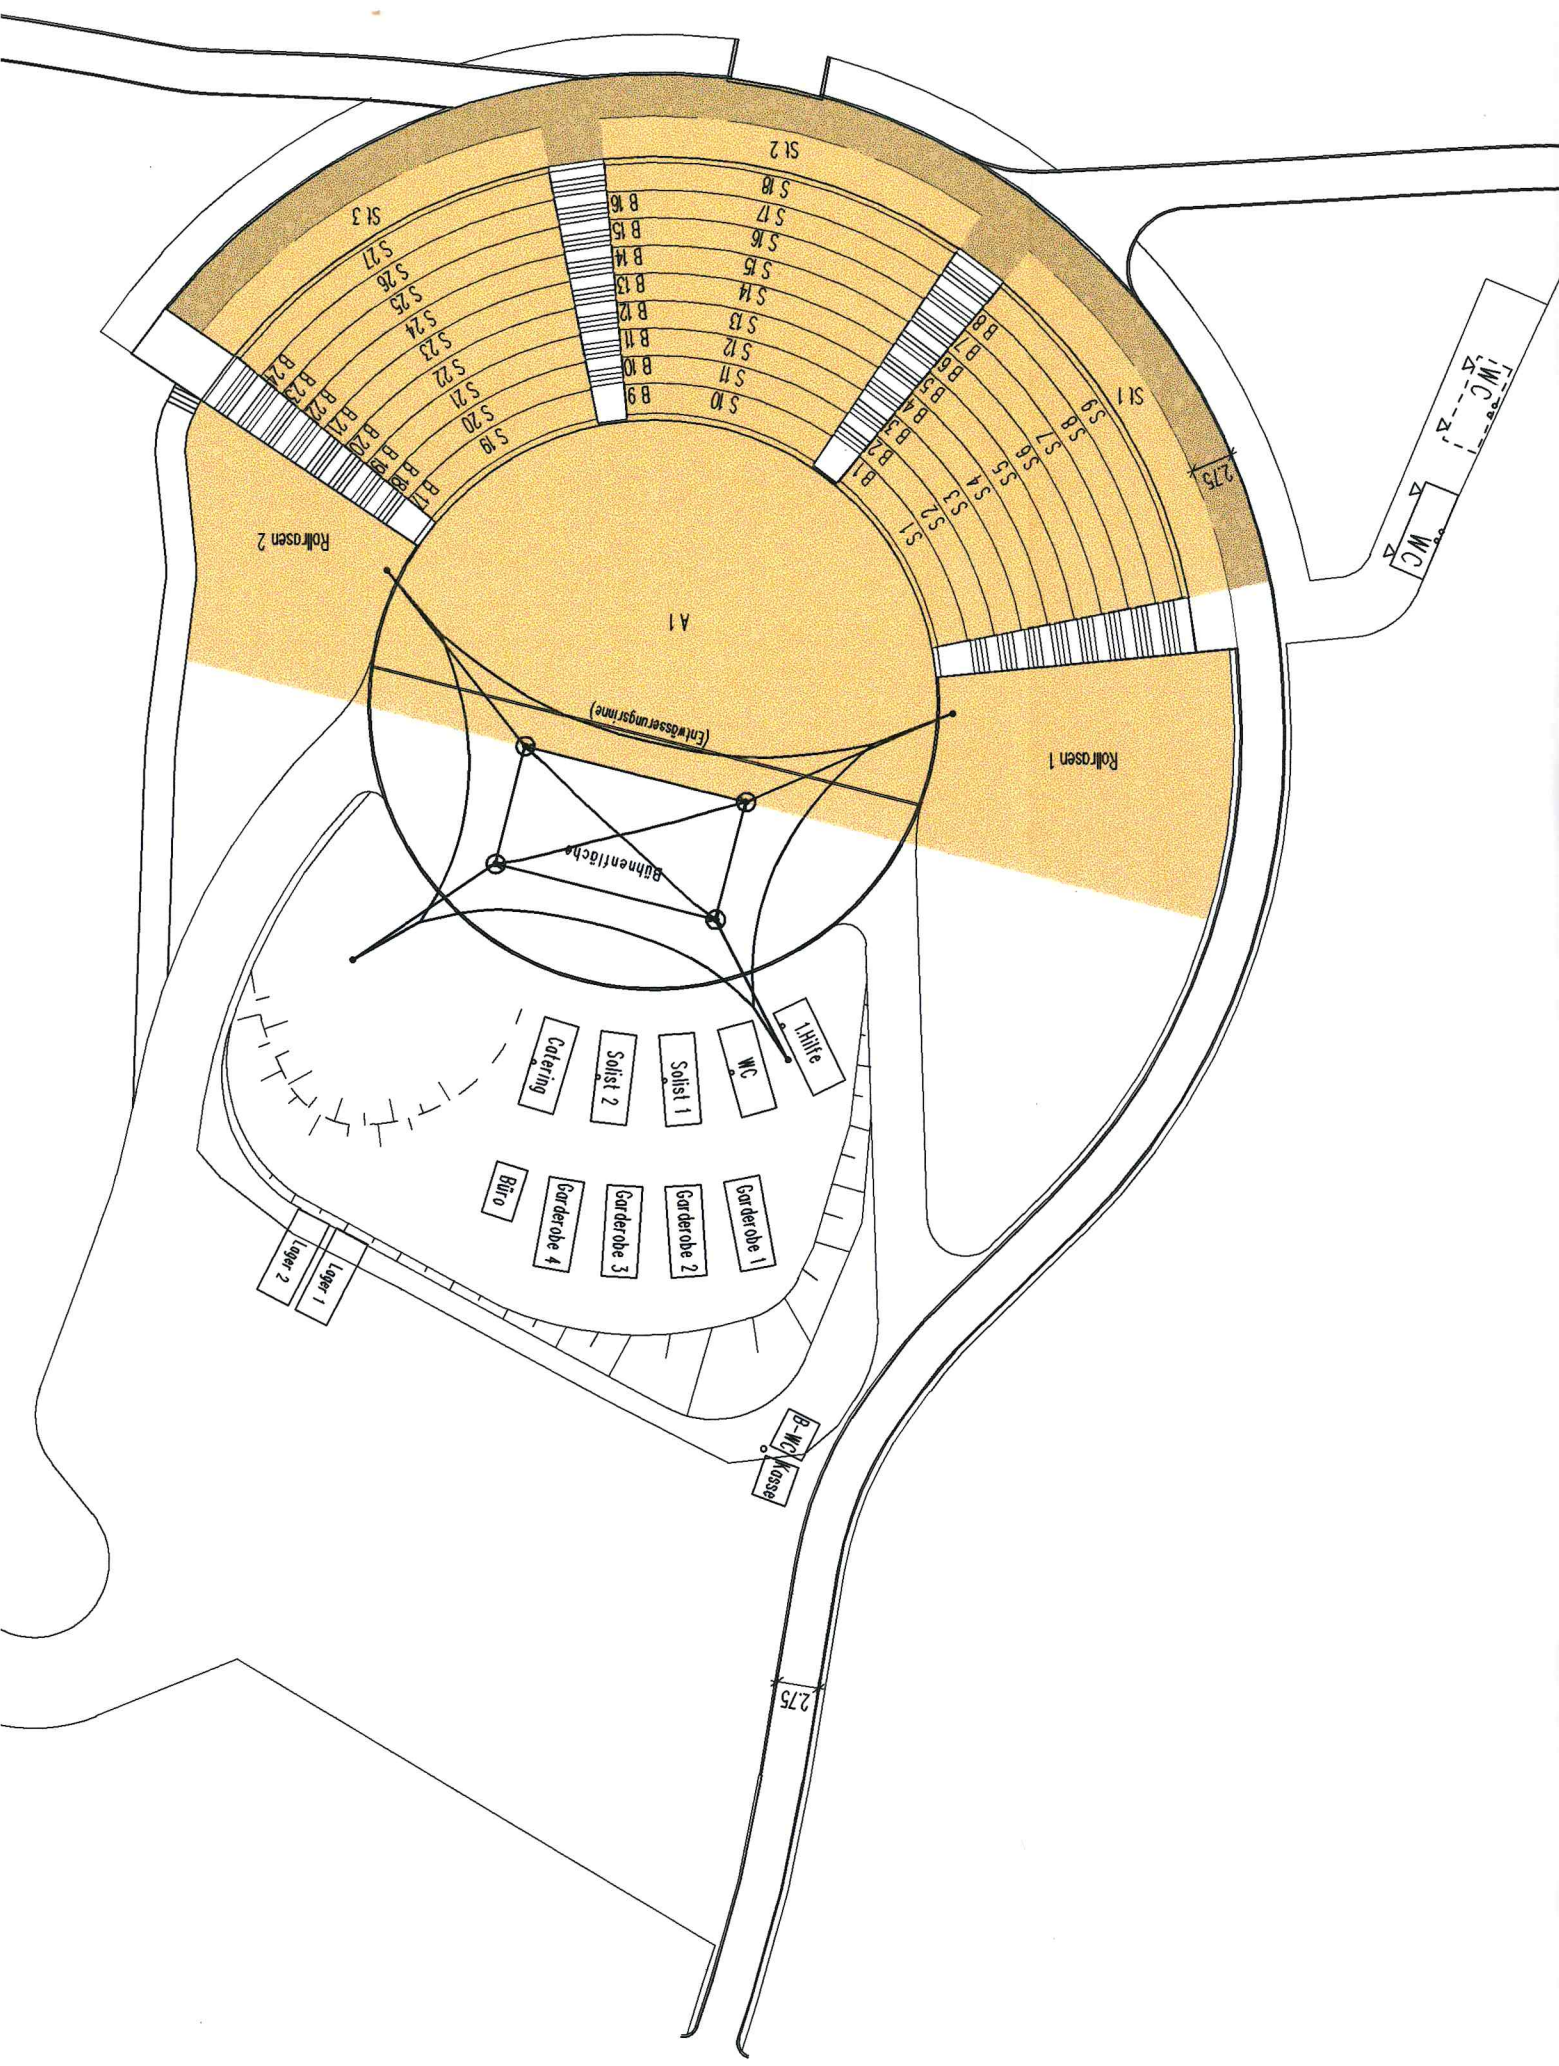 St 2
S 18
S 17
S 16
S 15
S 14
S 13
S 12
S 11
S 10
B 16
B 15
B 14
B 13
B 12
B 11
B 10
B 9
St 3
S 27
S 26
S 25
S 24
S 23
S 22
S 21
S 20
S 19
B 24
B 23
B 22
B 21
B 20
B 19
B 18
B 17
St 1
S 9
S 8
S 7
S 6
S 5
S 4
S 3
S 2
S 1
B 8
B 7
B 6
B 5
B 4
B 3
B 2
B 1
2.75
WC
WC
Rollrasen 2
A 1
(Entwässerungsrinne)
Rollrasen 1
Bühnenfläche
Catering
Solist 2
Solist 1
WC
1.Hilfe
Büro
Garderobe 4
Garderobe 3
Garderobe 2
Garderobe 1
Lager 2
Lager 1
B-WC
Kasse
2.75